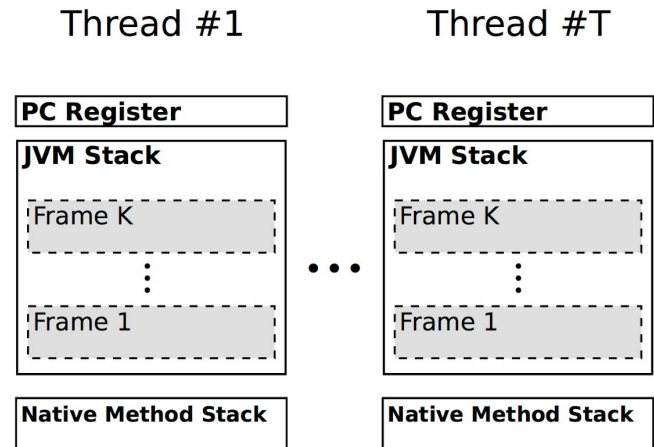 Thread #1
PC Register
JVM Stack
Frame K
Frame 1
Native Method Stack
Thread #T
PC Register
JVM Stack
Frame K
Frame 1
Native Method Stack